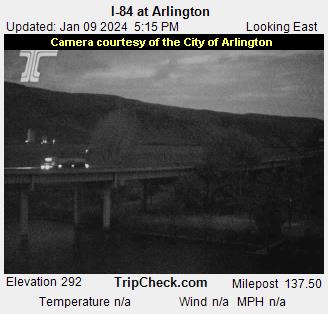 I-84 at Arlington
Updated: Jan 09 2024 5:15 PM Looking East
Camera courtesy of the City of Arlington
Elevation 292 TripCheck.com Milepost 137.50
Temperature n/a Wind n/a MPH n/a